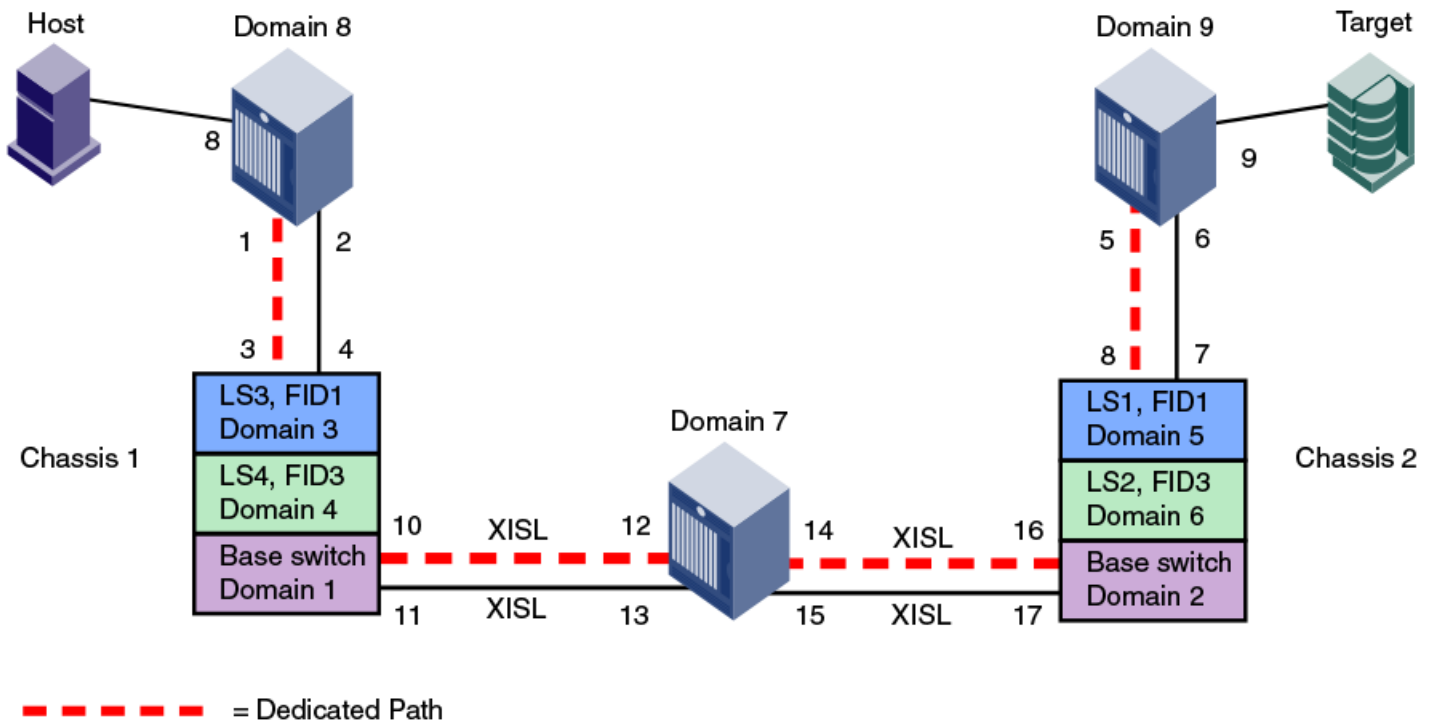 Host
Domain 8
Domain 9
Target
8
9
1
2
5
6
3
4
8
7
LS3, FID1
Domain 3
LS1, FID1
Domain 5
Chassis 1
Domain 7
Chassis 2
LS4, FID3
Domain 4
LS2, FID3
Domain 6
10
XISL
12
14
XISL
16
Base switch
Domain 1
Base switch
Domain 2
11
XISL
13
15
XISL
17
= Dedicated Path